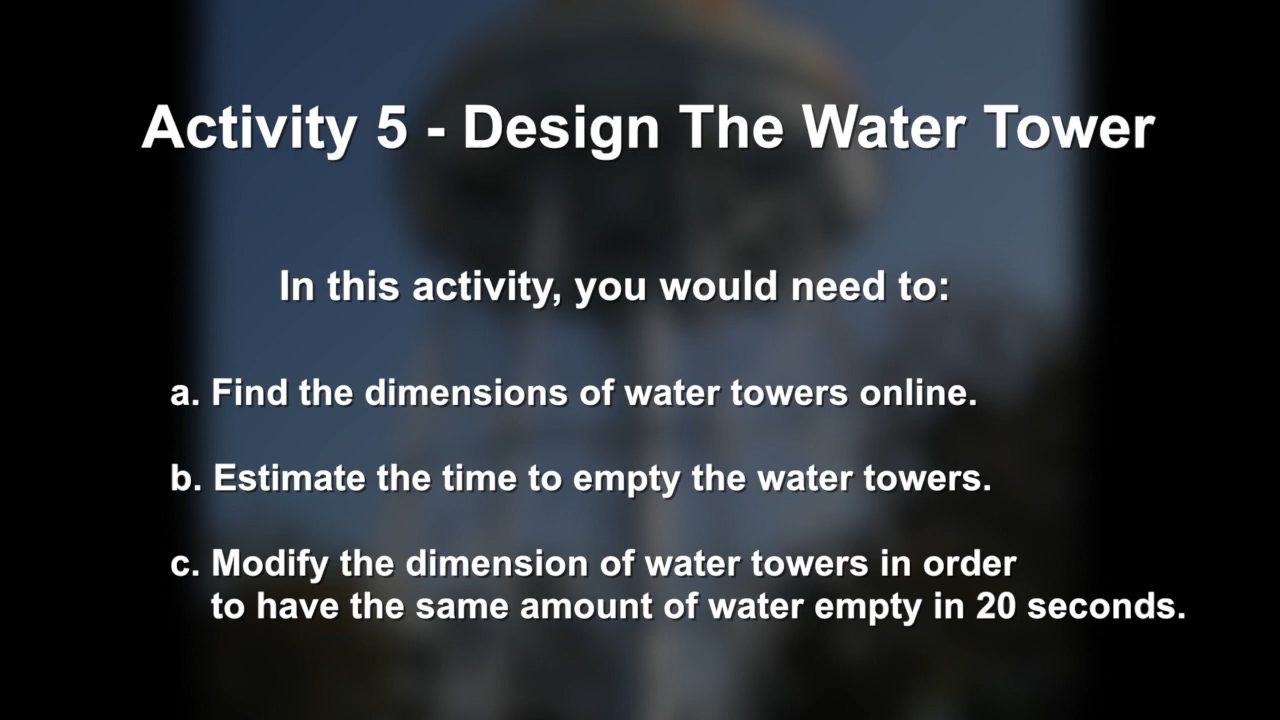 Activity 5 - Design The Water Tower
In this activity, you would need to:
a. Find the dimensions of water towers online.
b. Estimate the time to empty the water towers.
c. Modify the dimension of water towers in order
to have the same amount of water empty in 20 seconds.